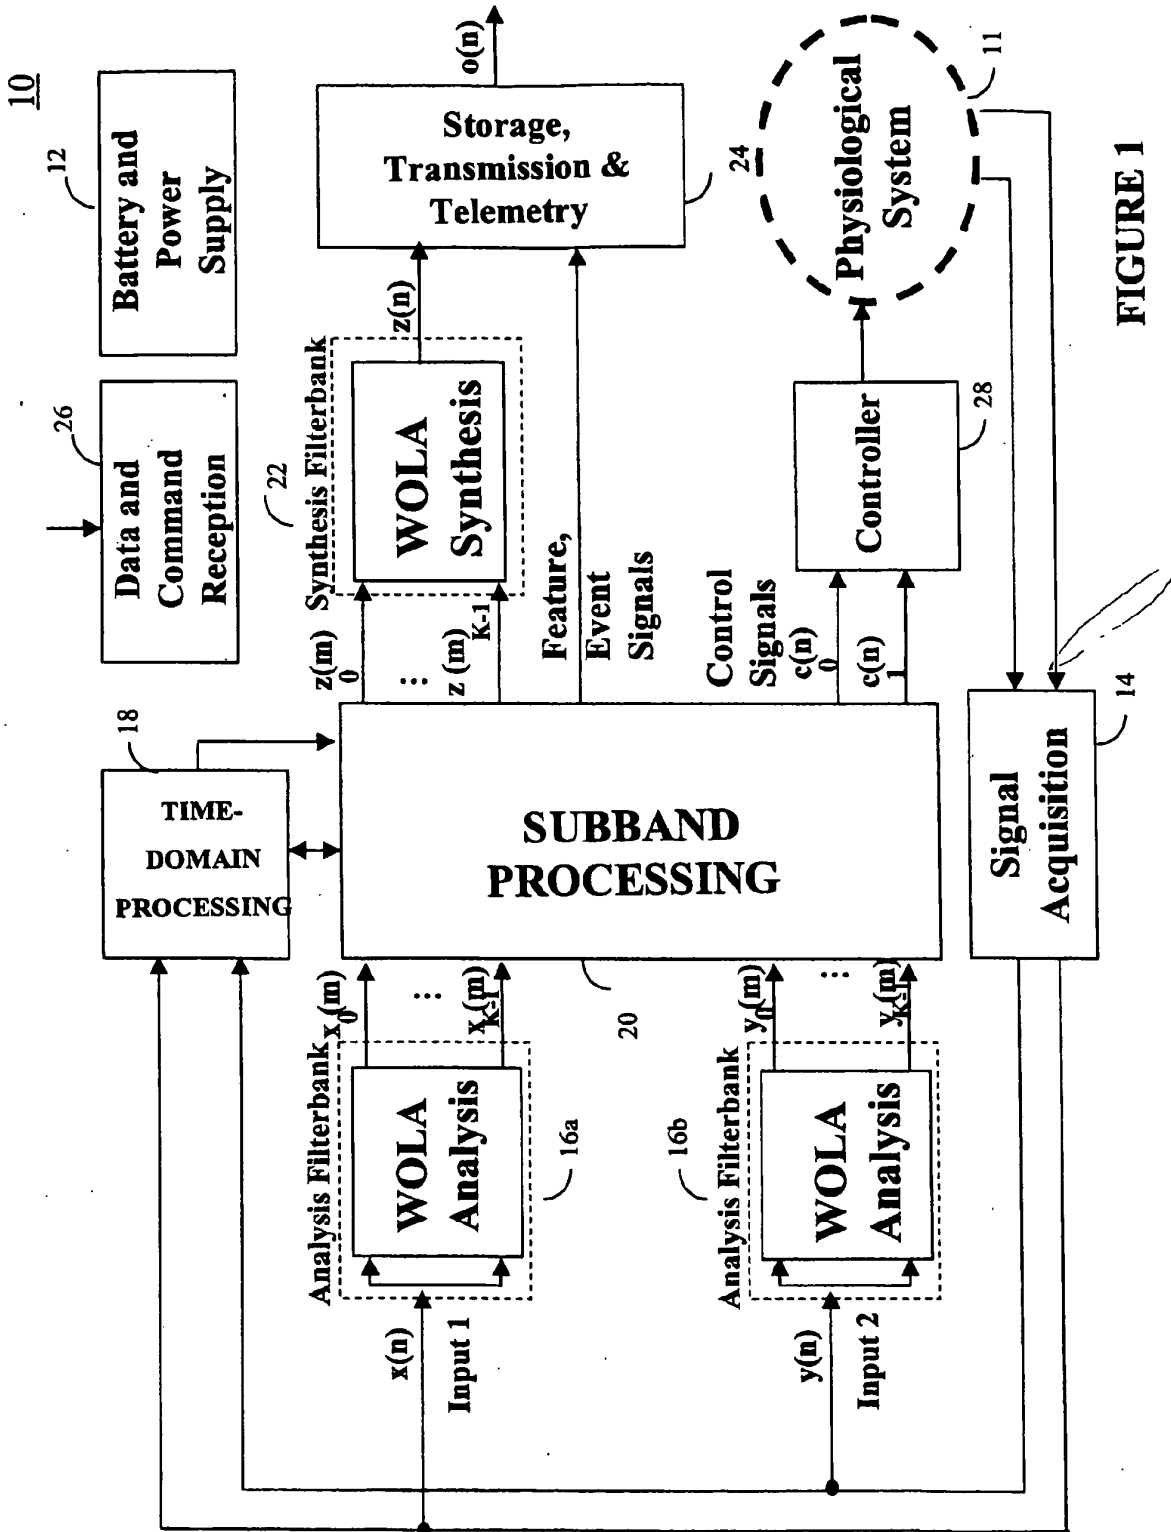 10
12
Battery and
Power
Supply
26
Data and
Command
Reception
18
TIME-
DOMAIN
PROCESSING
22
Synthesis Filterbank
WOLA
Synthesis
z(n)
Storage,
Transmission &
Telemetry
o(n)
24
z(m)
0
...
z (m)
K-1
Feature,
Event
Signals
Analysis Filterbank
WOLA
Analysis
16a
x(n)
Input 1
x (m)
0
...
x (m)
K-1
20
SUBBAND
PROCESSING
Control
Signals
c(n)
0
c(n)
1
Controller
28
Physiological
System
11
16b
Analysis Filterbank
WOLA
Analysis
y(n)
Input 2
y (m)
0
...
y (m)
K-1
Signal
Acquisition
14
FIGURE 1